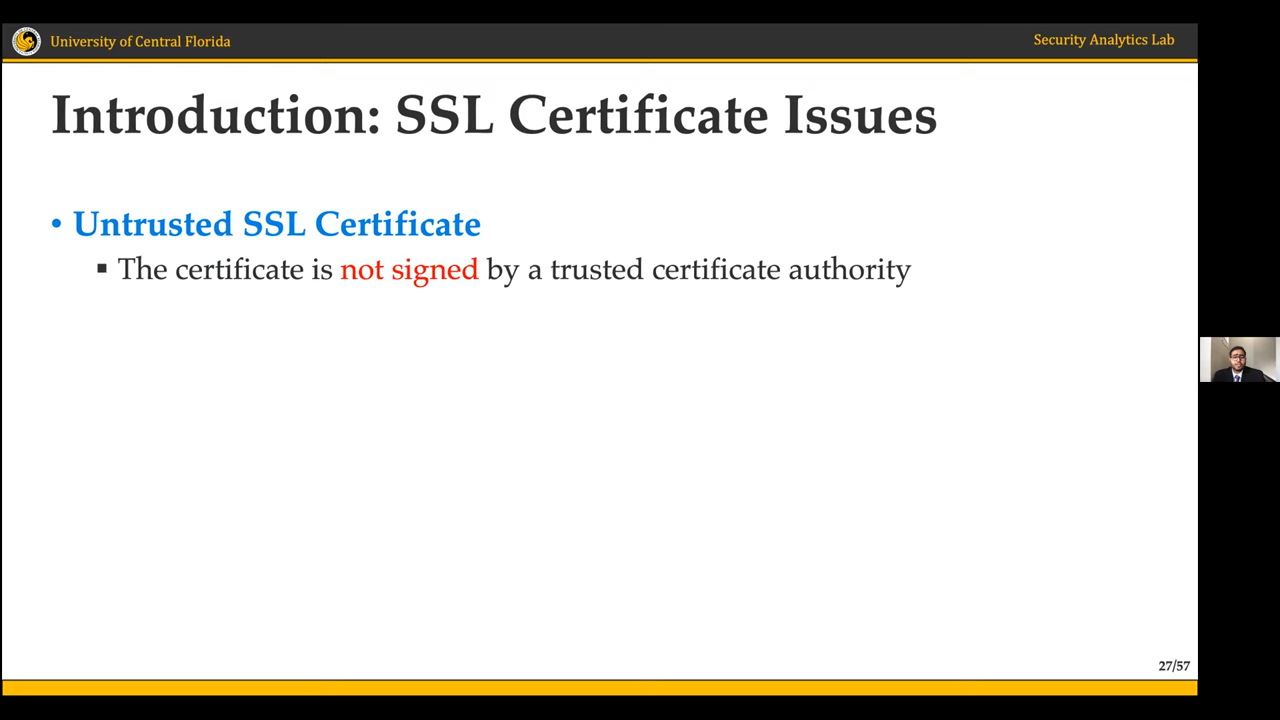 University of Central Florida
Security Analytics Lab
Introduction: SSL Certificate Issues
• Untrusted SSL Certificate
▪ The certificate is not signed by a trusted certificate authority
27/57